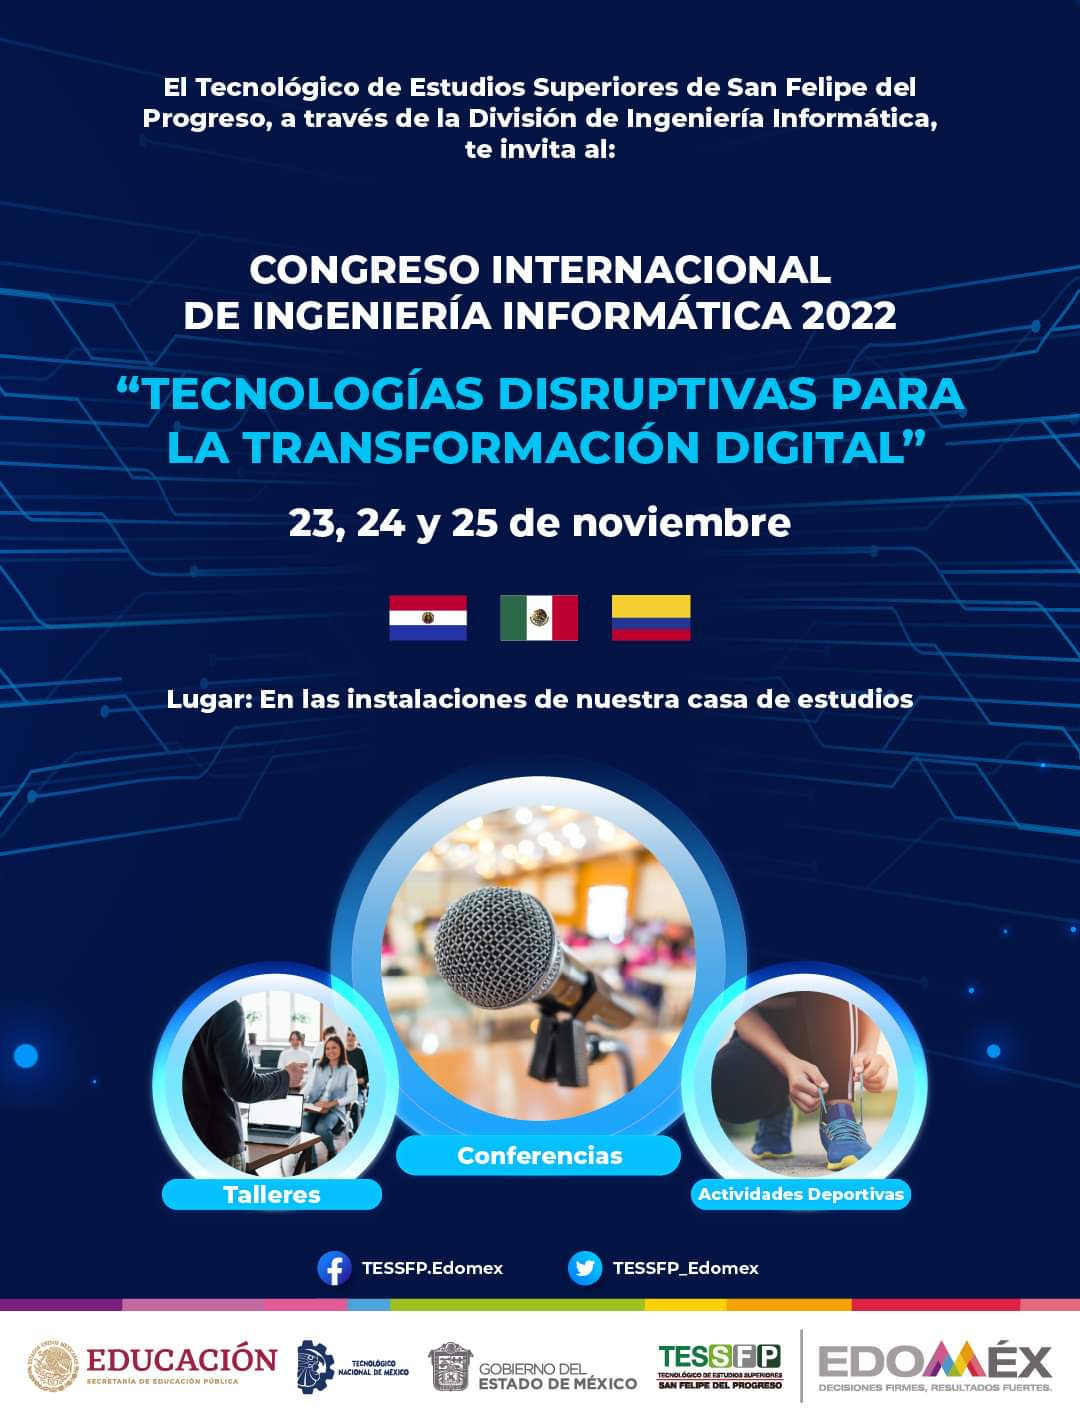 El Tecnológico de Estudios Superiores de San Felipe del
Progreso, a través de la División de Ingeniería Informática,
te invita al:
CONGRESO INTERNACIONAL
DE INGENIERÍA INFORMÁTICA 2022
“TECNOLOGÍAS DISRUPTIVAS PARA
LA TRANSFORMACIÓN DIGITAL”
23, 24 y 25 de noviembre
Lugar: En las instalaciones de nuestra casa de estudios
Conferencias
Talleres
Actividades Deportivas
TESSFP.Edomex
TESSFP_Edomex
EDUCACIÓN
SECRETARÍA DE EDUCACIÓN PÚBLICA
TECNOLÓGICO
NACIONAL DE MÉXICO
GOBIERNO DEL
ESTADO DE MÉXICO
TESSFP
TECNOLÓGICO DE ESTUDIOS SUPERIORES
SAN FELIPE DEL PROGRESO
EDOMÉX
DECISIONES FIRMES, RESULTADOS FUERTES.